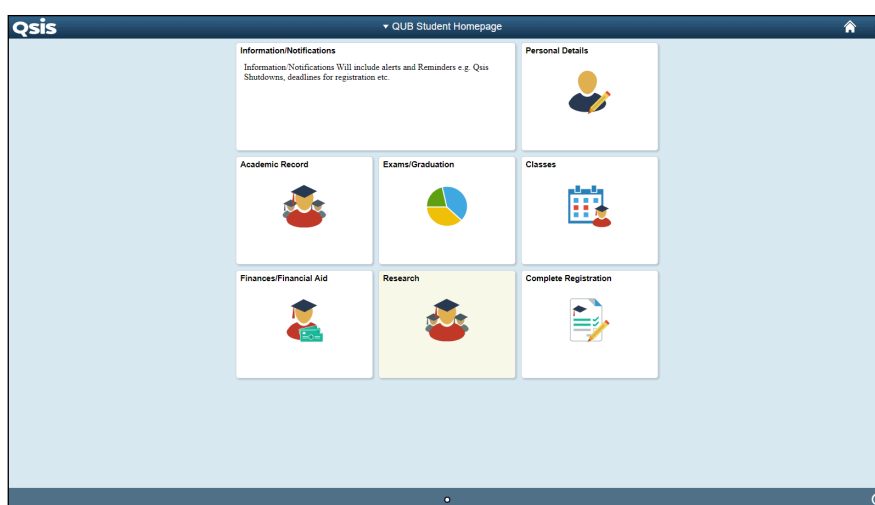 Qsis
QUB Student Homepage
Information/Notifications
Information/Notifications Will include alerts and Reminders e.g. Qsis
Shutdowns, deadlines for registration etc.
Personal Details
Academic Record
Exams/Graduation
Classes
Finances/Financial Aid
Research
Complete Registration